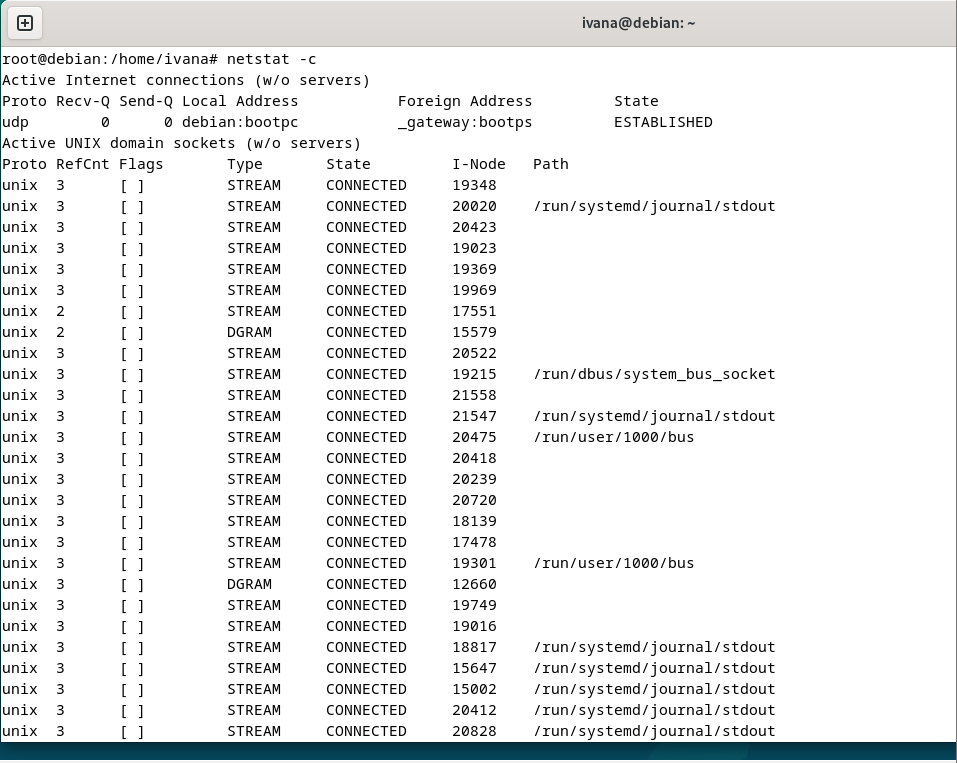 ivana@debian: ~
root@debian:/home/ivana# netstat -c
Active Internet connections (w/o servers)
Proto Recv-Q Send-Q Local Address           Foreign Address         State
udp        0      0 debian:bootpc           _gateway:bootps         ESTABLISHED
Active UNIX domain sockets (w/o servers)
Proto RefCnt Flags       Type       State         I-Node   Path
unix  3      [ ]         STREAM     CONNECTED     19348
unix  3      [ ]         STREAM     CONNECTED     20020    /run/systemd/journal/stdout
unix  3      [ ]         STREAM     CONNECTED     20423
unix  3      [ ]         STREAM     CONNECTED     19023
unix  3      [ ]         STREAM     CONNECTED     19369
unix  3      [ ]         STREAM     CONNECTED     19969
unix  2      [ ]         STREAM     CONNECTED     17551
unix  2      [ ]         DGRAM      CONNECTED     15579
unix  3      [ ]         STREAM     CONNECTED     20522
unix  3      [ ]         STREAM     CONNECTED     19215    /run/dbus/system_bus_socket
unix  3      [ ]         STREAM     CONNECTED     21558
unix  3      [ ]         STREAM     CONNECTED     21547    /run/systemd/journal/stdout
unix  3      [ ]         STREAM     CONNECTED     20475    /run/user/1000/bus
unix  3      [ ]         STREAM     CONNECTED     20418
unix  3      [ ]         STREAM     CONNECTED     20239
unix  3      [ ]         STREAM     CONNECTED     20720
unix  3      [ ]         STREAM     CONNECTED     18139
unix  3      [ ]         STREAM     CONNECTED     17478
unix  3      [ ]         STREAM     CONNECTED     19301    /run/user/1000/bus
unix  3      [ ]         DGRAM      CONNECTED     12660
unix  3      [ ]         STREAM     CONNECTED     19749
unix  3      [ ]         STREAM     CONNECTED     19016
unix  3      [ ]         STREAM     CONNECTED     18817    /run/systemd/journal/stdout
unix  3      [ ]         STREAM     CONNECTED     15647    /run/systemd/journal/stdout
unix  3      [ ]         STREAM     CONNECTED     15002    /run/systemd/journal/stdout
unix  3      [ ]         STREAM     CONNECTED     20412    /run/systemd/journal/stdout
unix  3      [ ]         STREAM     CONNECTED     20828    /run/systemd/journal/stdout